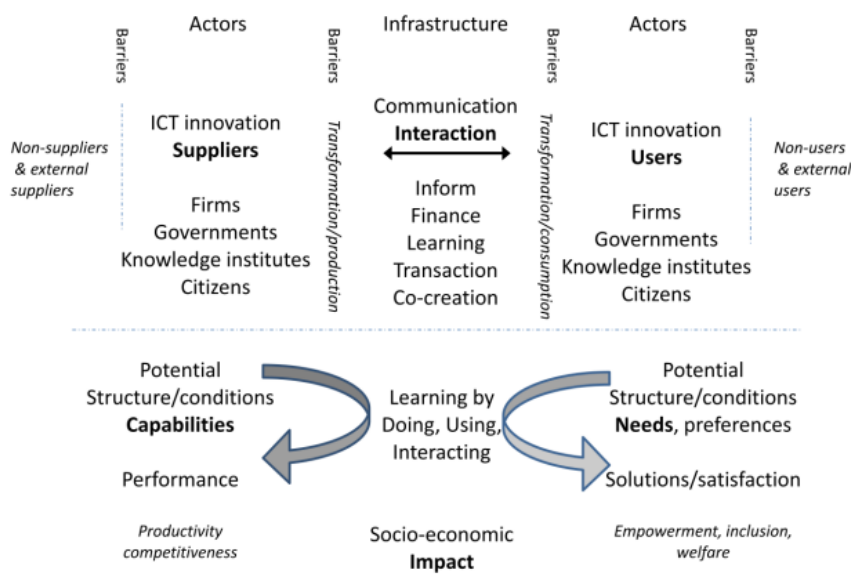 Actors
Infrastructure
Actors
Barriers
Barriers
Barriers
Barriers
Non-suppliers
& external
suppliers
ICT innovation
Suppliers
Firms
Governments
Knowledge institutes
Citizens
Transformation/production
Communication
Interaction
Inform
Finance
Learning
Transaction
Co-creation
Transformation/consumption
ICT innovation
Users
Firms
Governments
Knowledge institutes
Citizens
Non-users
& external
users
Potential
Structure/conditions
Capabilities
Performance
Productivity
competitiveness
Learning by
Doing, Using,
Interacting
Socio-economic
Impact
Potential
Structure/conditions
Needs, preferences
Solutions/satisfaction
Empowerment, inclusion,
welfare